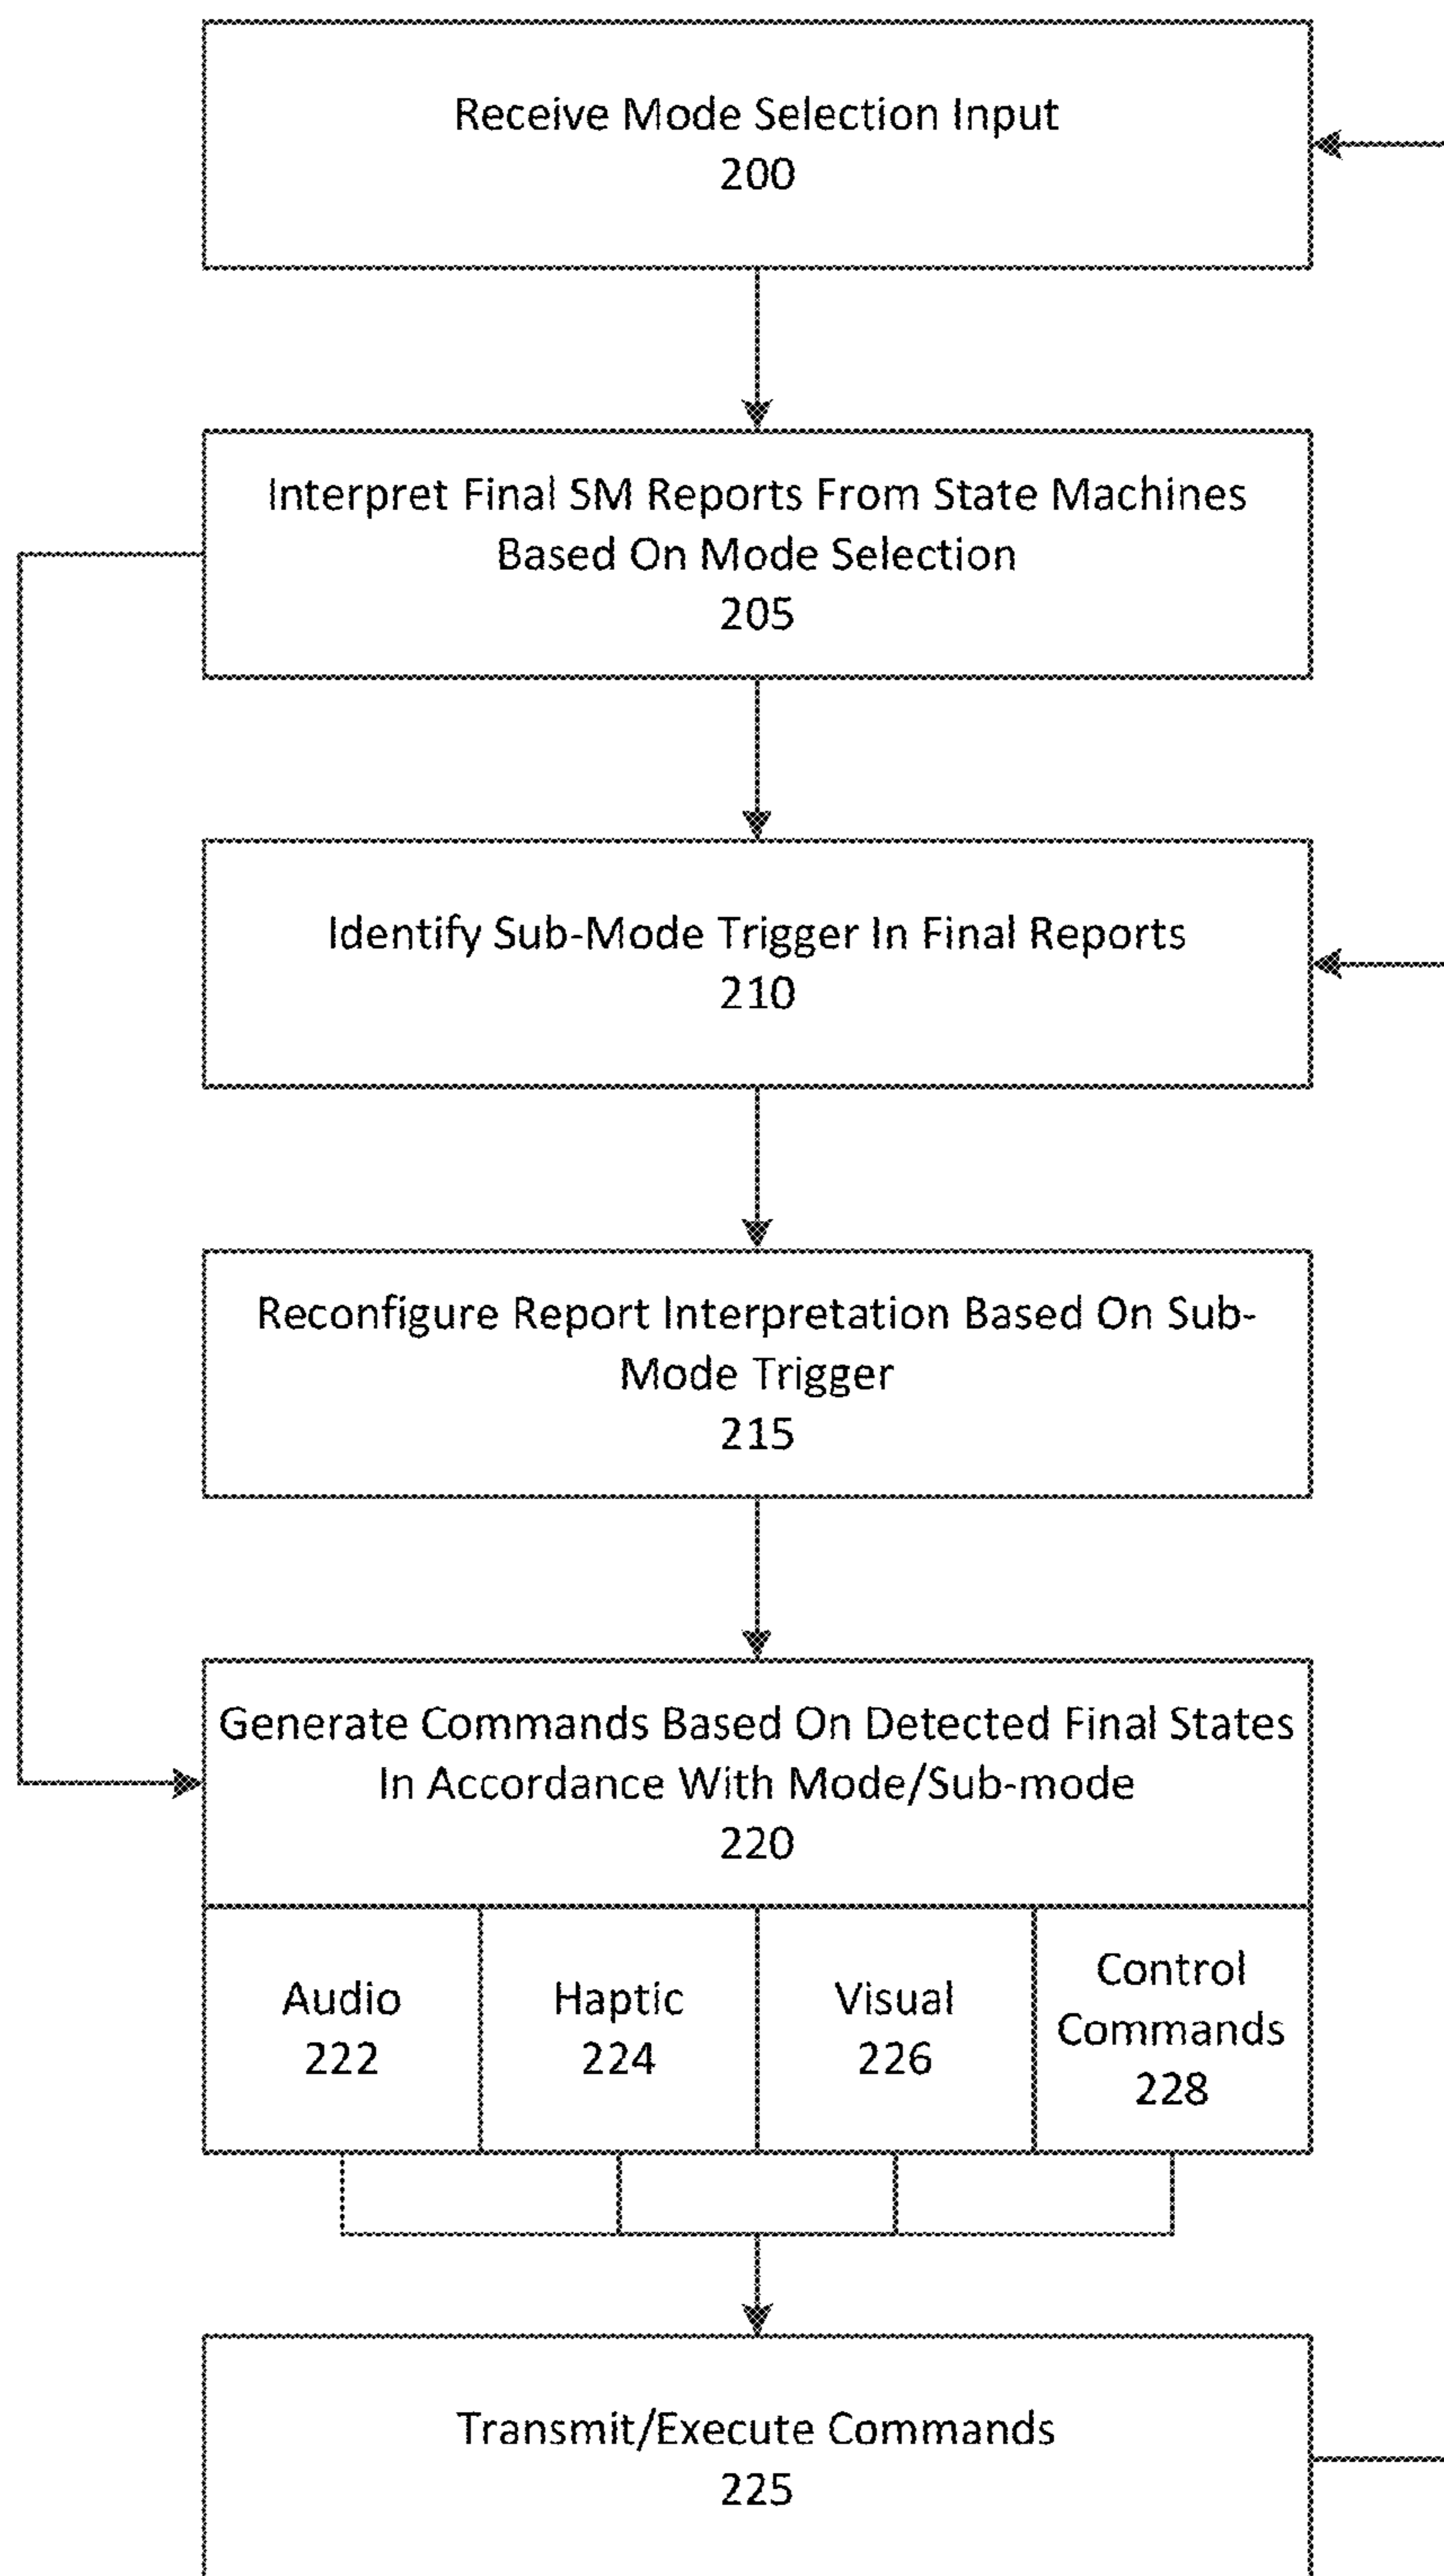 Receive Mode Selection Input
200
Interpret Final SM Reports From State Machines
Based On Mode Selection
205
Identify Sub-Mode Trigger In Final Reports
210
Reconfigure Report Interpretation Based On Sub-
Mode Trigger
215
Generate Commands Based On Detected Final States
In Accordance With Mode/Sub-mode
220
Audio
222
Haptic
224
Visual
226
Control
Commands
228
Transmit/Execute Commands
225